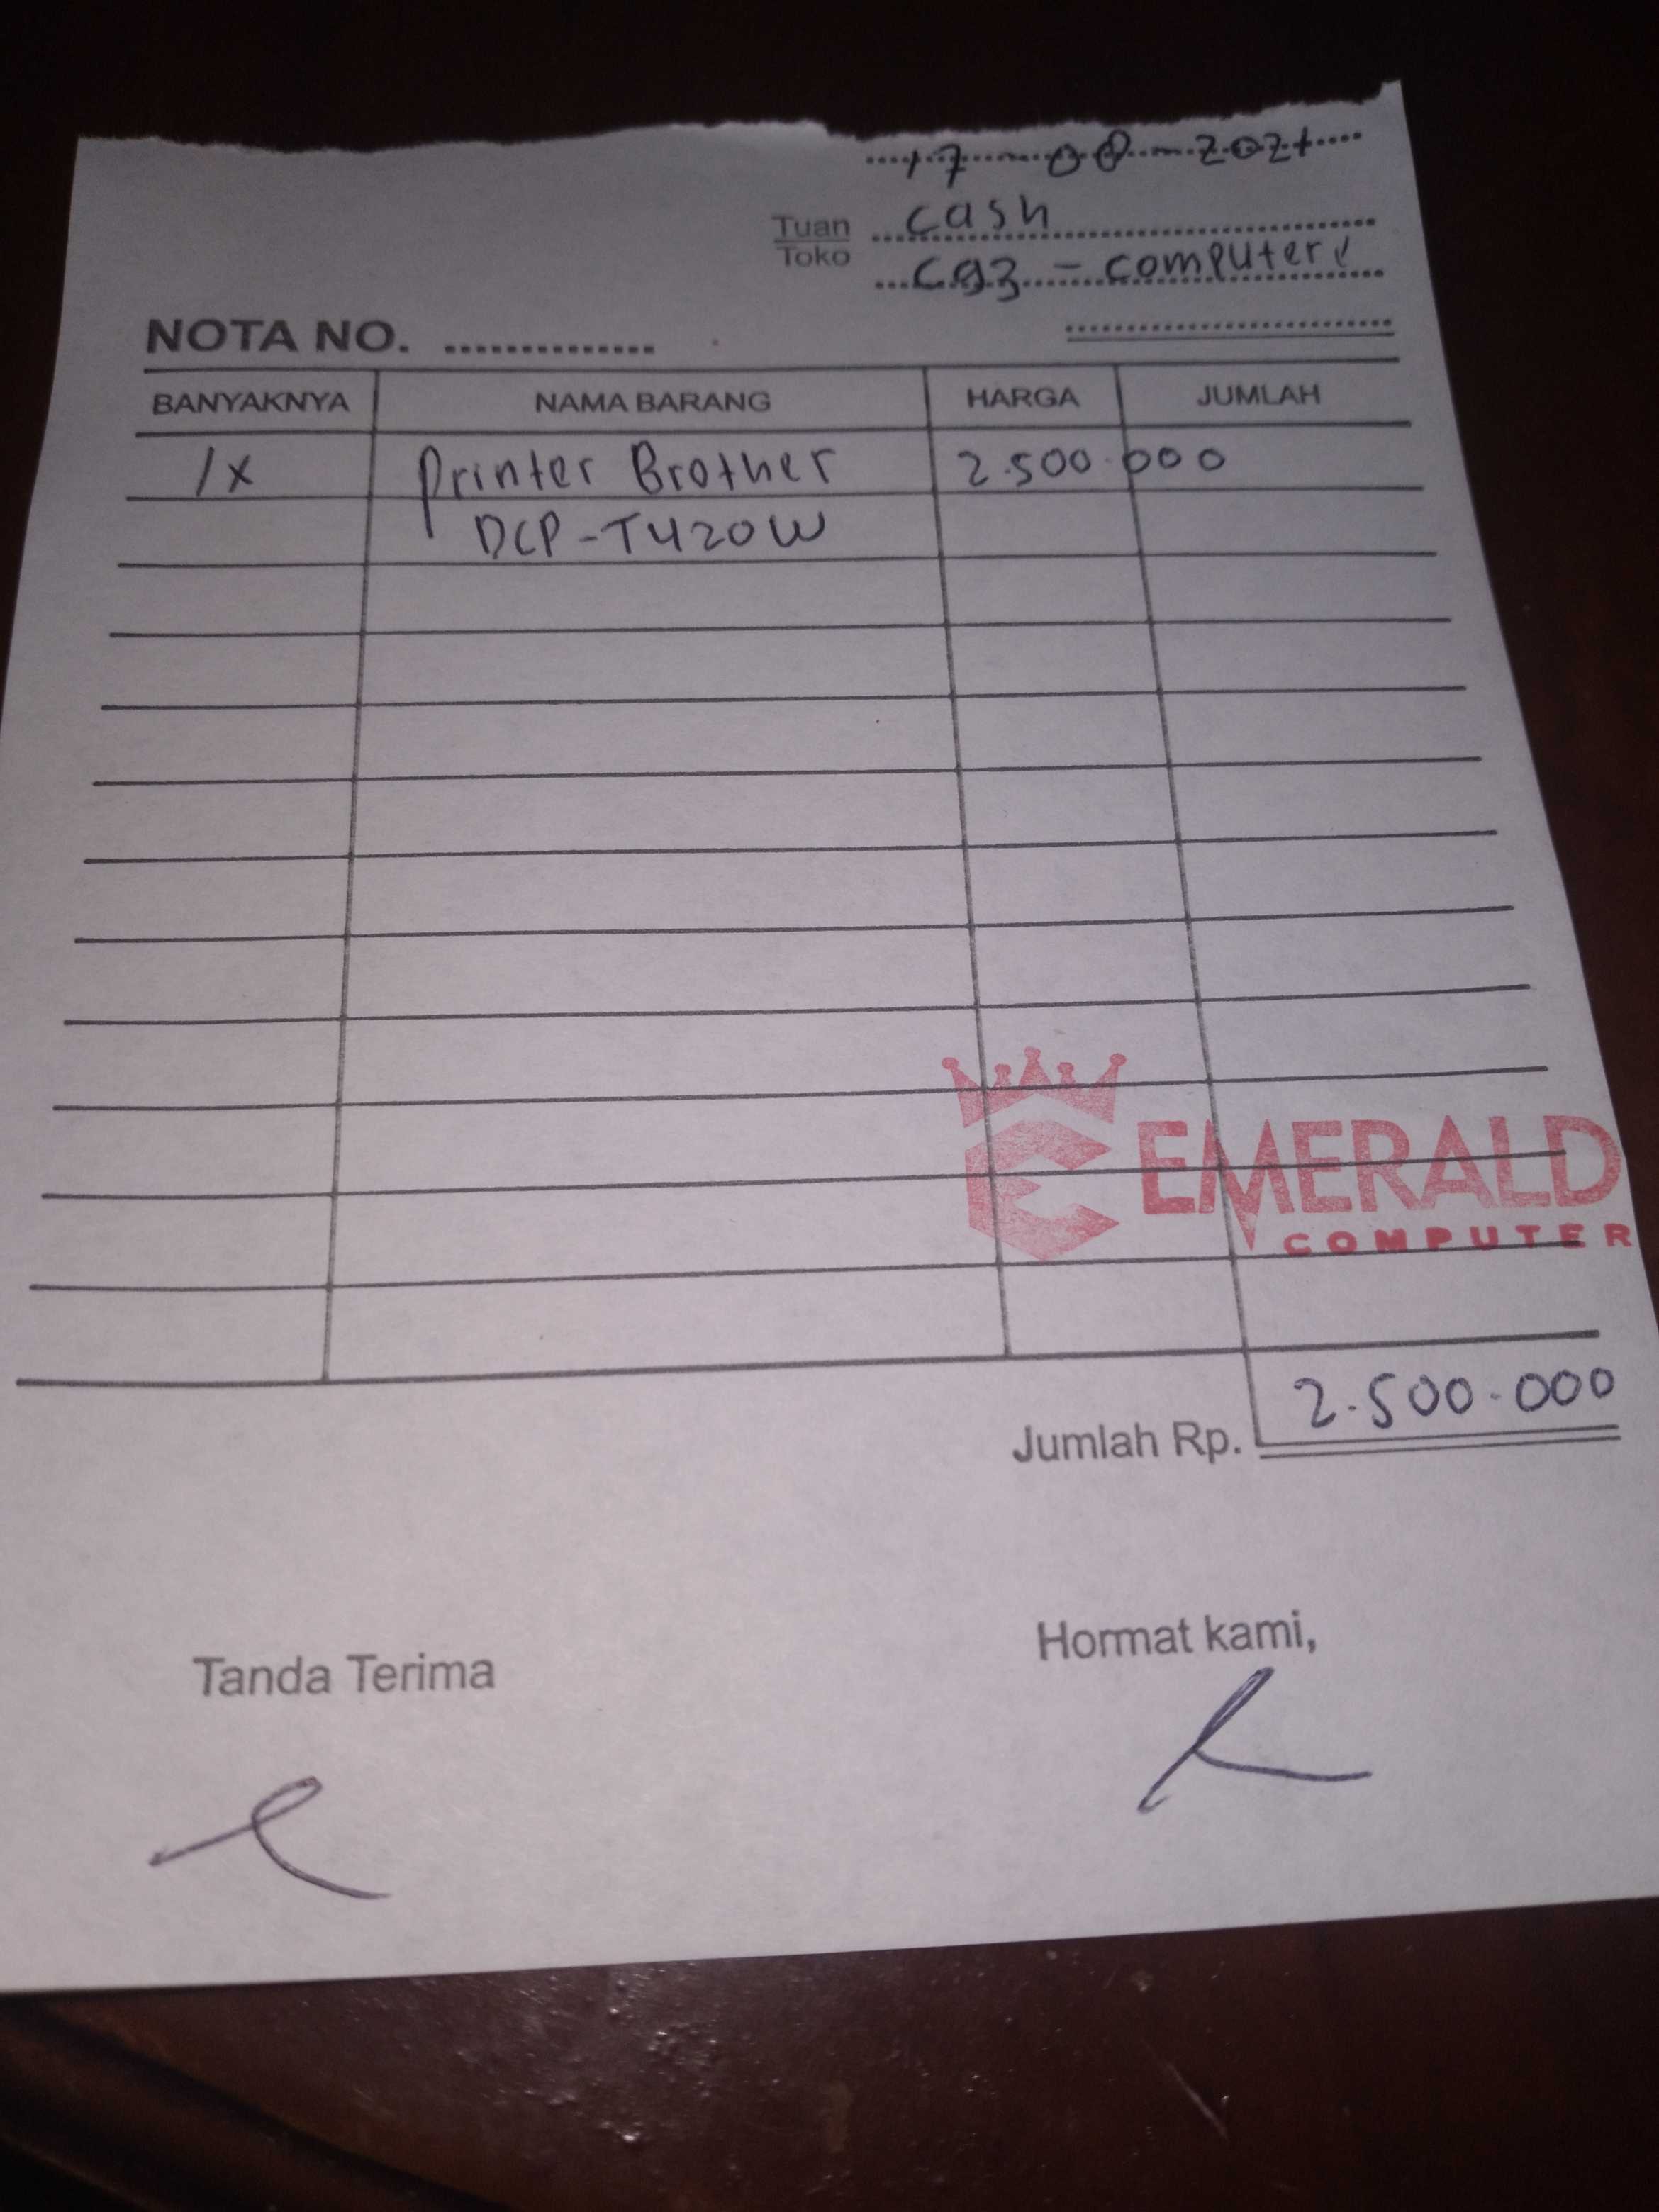 17 - 08 - 2021
Tuan cash
Toko - computer
NOTA NO. ..............
BANYAKNYA NAMA BARANG HARGA JUMLAH
1x Printer Brother 2.500.000
DCP-T420W
EMERALD
COMPUTER
Jumlah Rp. 2.500.000
Tanda Terima Hormat kami,